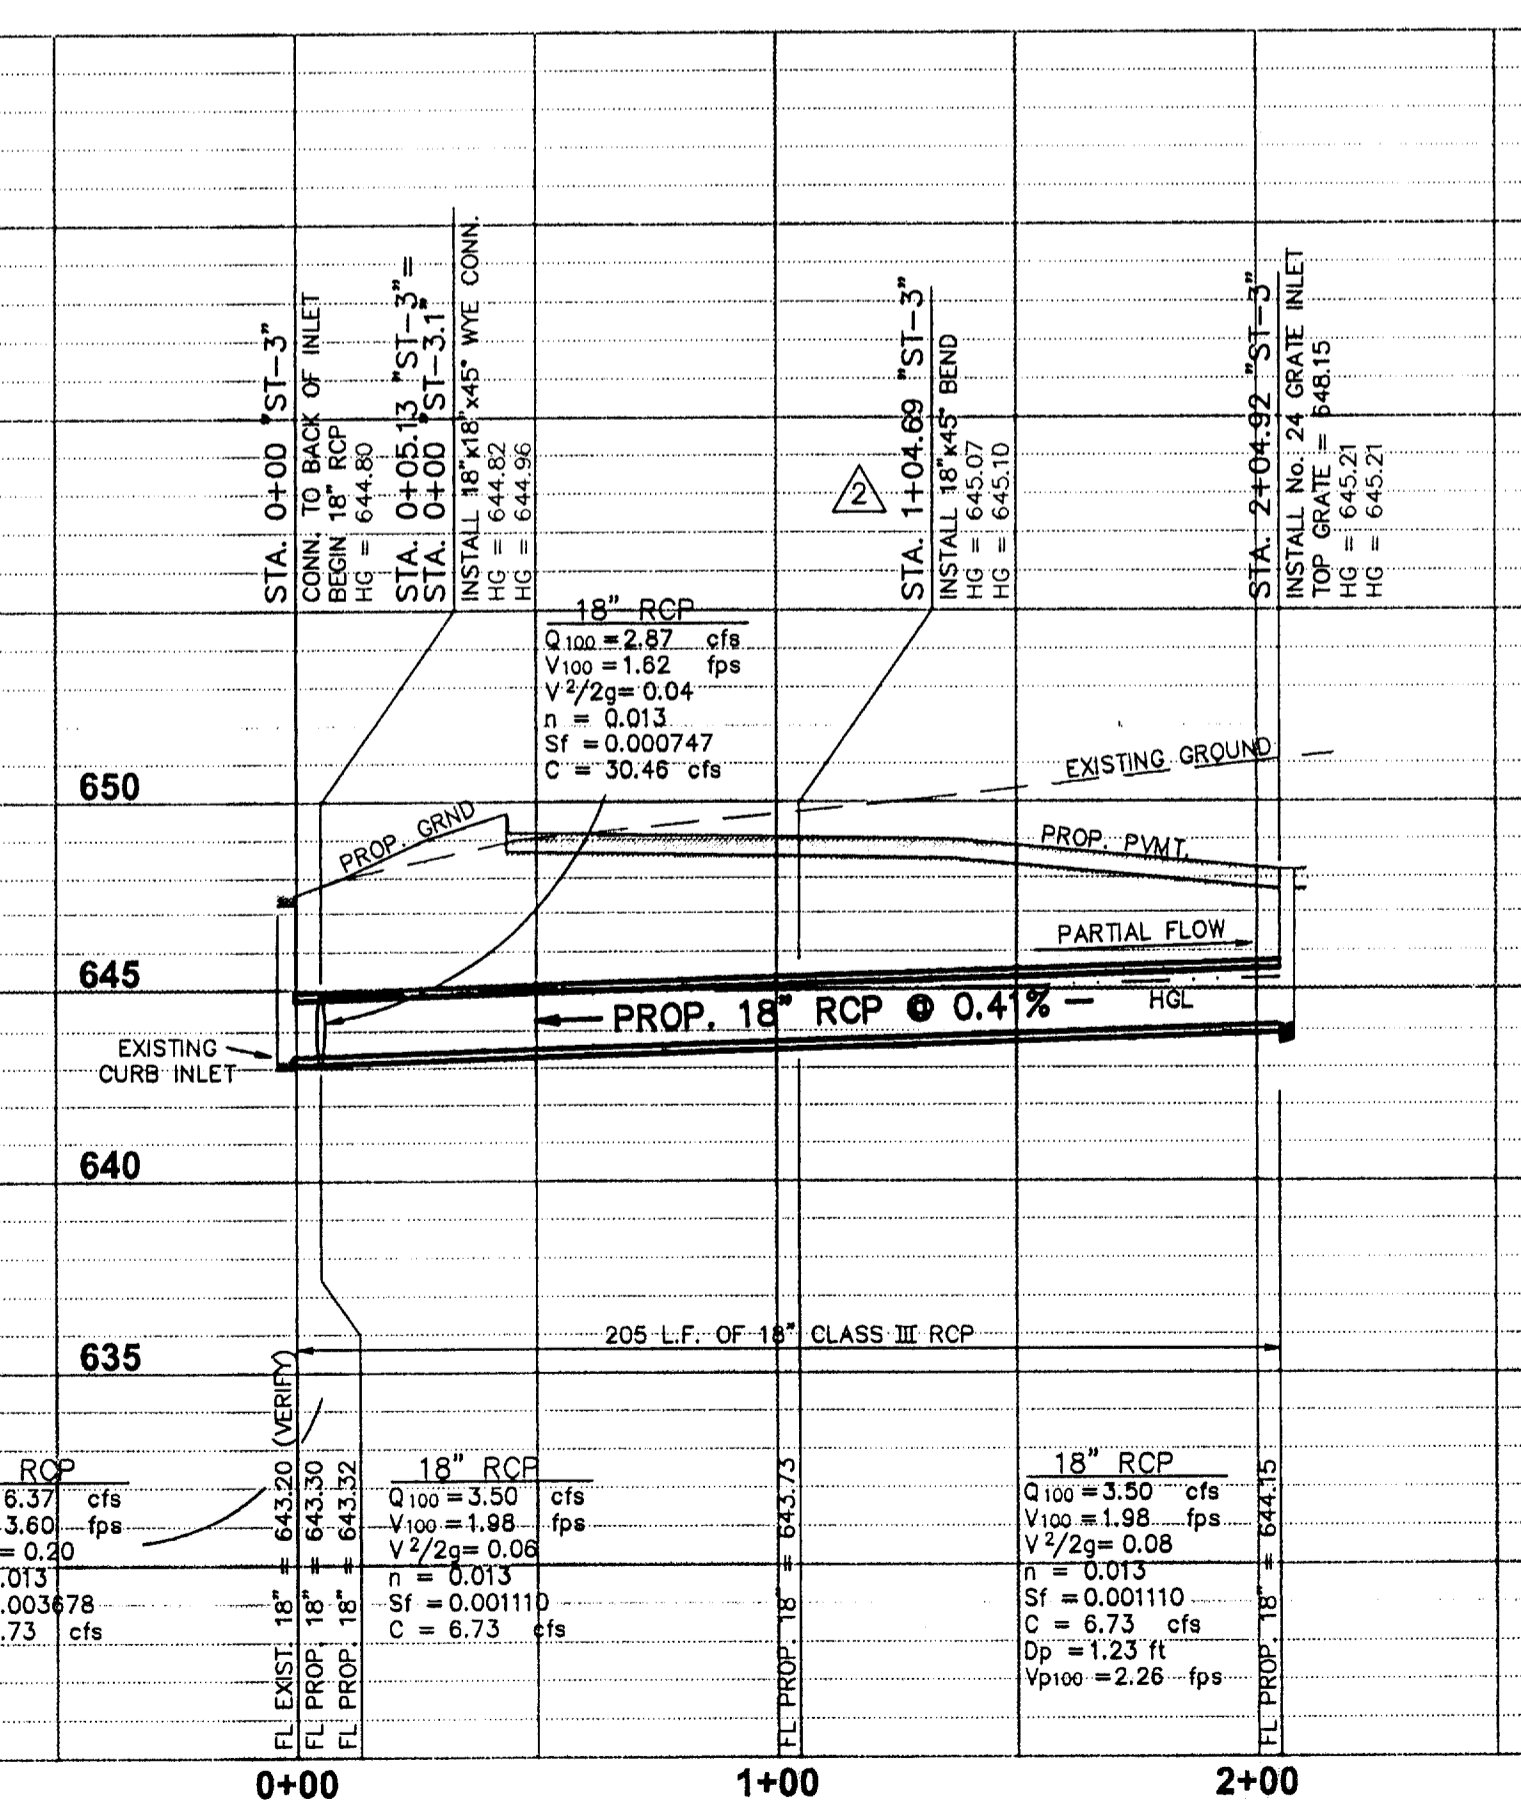 STA. 0+00 "ST-3"
CONN. TO BACK OF INLET
BEGIN 18" RCP
HG = 644.80
STA. 0+05.13 "ST-3"=
STA. 0+00 "ST-3.1"
INSTALL 18"x18"x45° WYE CONN.
HG = 644.82
HG = 644.96
2
STA. 1+04.69 "ST-3"
INSTALL 18"x45° BEND
HG = 645.07
HG = 645.10
STA. 2+04.92 "ST-3"
INSTALL No. 24 GRATE INLET
TOP GRATE = 648.15
HG = 645.21
HG = 645.21
18" RCP
Q100 = 2.87 cfs
V100 = 1.62 fps
V²/2g= 0.04
n = 0.013
Sf = 0.000747
C = 30.46 cfs
650
EXISTING GROUND
PROP. GRND
PROP. PVMT.
PARTIAL FLOW
645
PROP. 18" RCP @ 0.41%
HGL
EXISTING
CURB INLET
640
205 L.F. OF 18" CLASS III RCP
635
RCP
6.37 cfs
3.60 fps
= 0.20
.013
.003678
.73 cfs
FL EXIST. 18" = 643.20 (VERIFY)
FL PROP. 18" = 643.30
FL PROP. 18" = 643.32
18" RCP
Q100 = 3.50 cfs
V100 = 1.98 fps
V²/2g= 0.06
n = 0.013
Sf = 0.001110
C = 6.73 cfs
FL PROP. 18" = 643.73
18" RCP
Q100 = 3.50 cfs
V100 = 1.98 fps
V²/2g= 0.08
n = 0.013
Sf = 0.001110
C = 6.73 cfs
Dp = 1.23 ft
Vp100 = 2.26 fps
FL PROP. 18" = 644.15
0+00
1+00
2+00